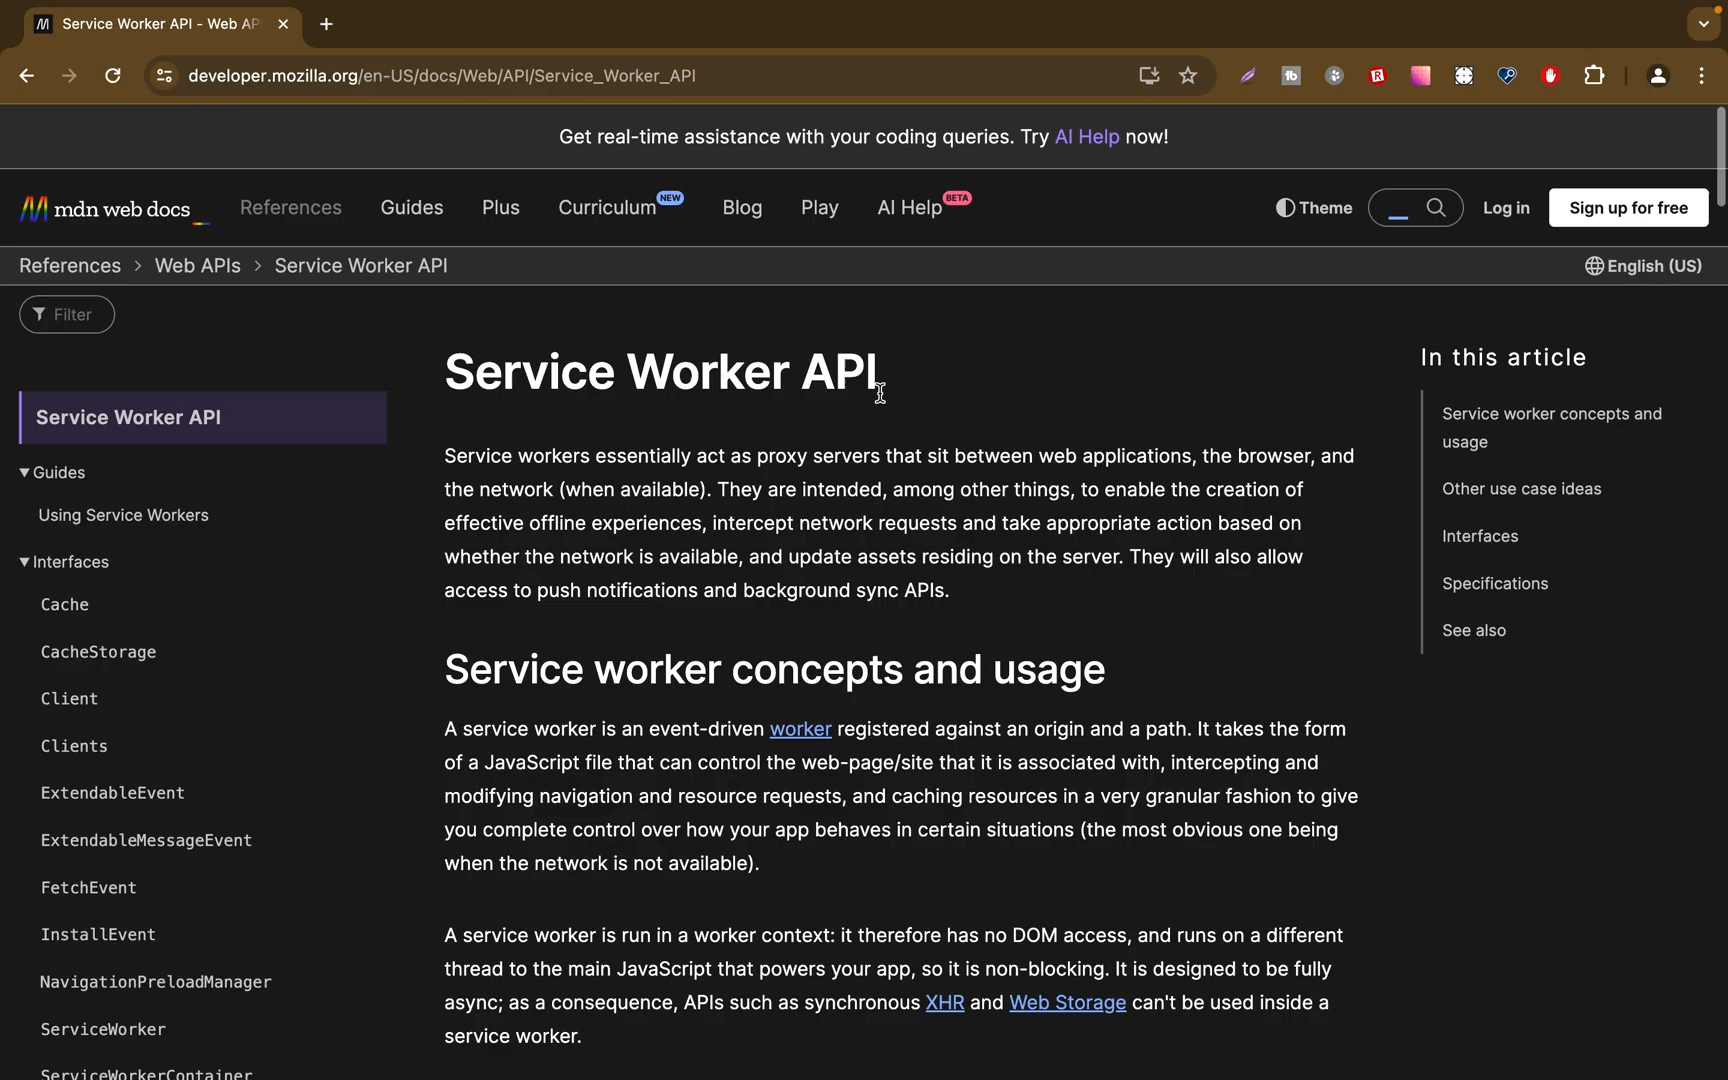 Service Worker API - Web AP
developer.mozilla.org/en-US/docs/Web/API/Service_Worker_API
Get real-time assistance with your coding queries. Try AI Help now!
mdn web docs
References
Guides
Plus
Curriculum NEW
Blog
Play
AI Help BETA
Theme
Log in
Sign up for free
References > Web APIs > Service Worker API
English (US)
Filter
Service Worker API
Guides
Using Service Workers
Interfaces
Cache
CacheStorage
Client
Clients
ExtendableEvent
ExtendableMessageEvent
FetchEvent
InstallEvent
NavigationPreloadManager
ServiceWorker
ServiceWorkerContainer
Service Worker API
Service workers essentially act as proxy servers that sit between web applications, the browser, and
the network (when available). They are intended, among other things, to enable the creation of
effective offline experiences, intercept network requests and take appropriate action based on
whether the network is available, and update assets residing on the server. They will also allow
access to push notifications and background sync APIs.
Service worker concepts and usage
A service worker is an event-driven worker registered against an origin and a path. It takes the form
of a JavaScript file that can control the web-page/site that it is associated with, intercepting and
modifying navigation and resource requests, and caching resources in a very granular fashion to give
you complete control over how your app behaves in certain situations (the most obvious one being
when the network is not available).
A service worker is run in a worker context: it therefore has no DOM access, and runs on a different
thread to the main JavaScript that powers your app, so it is non-blocking. It is designed to be fully
async; as a consequence, APIs such as synchronous XHR and Web Storage can't be used inside a
service worker.
In this article
Service worker concepts and
usage
Other use case ideas
Interfaces
Specifications
See also